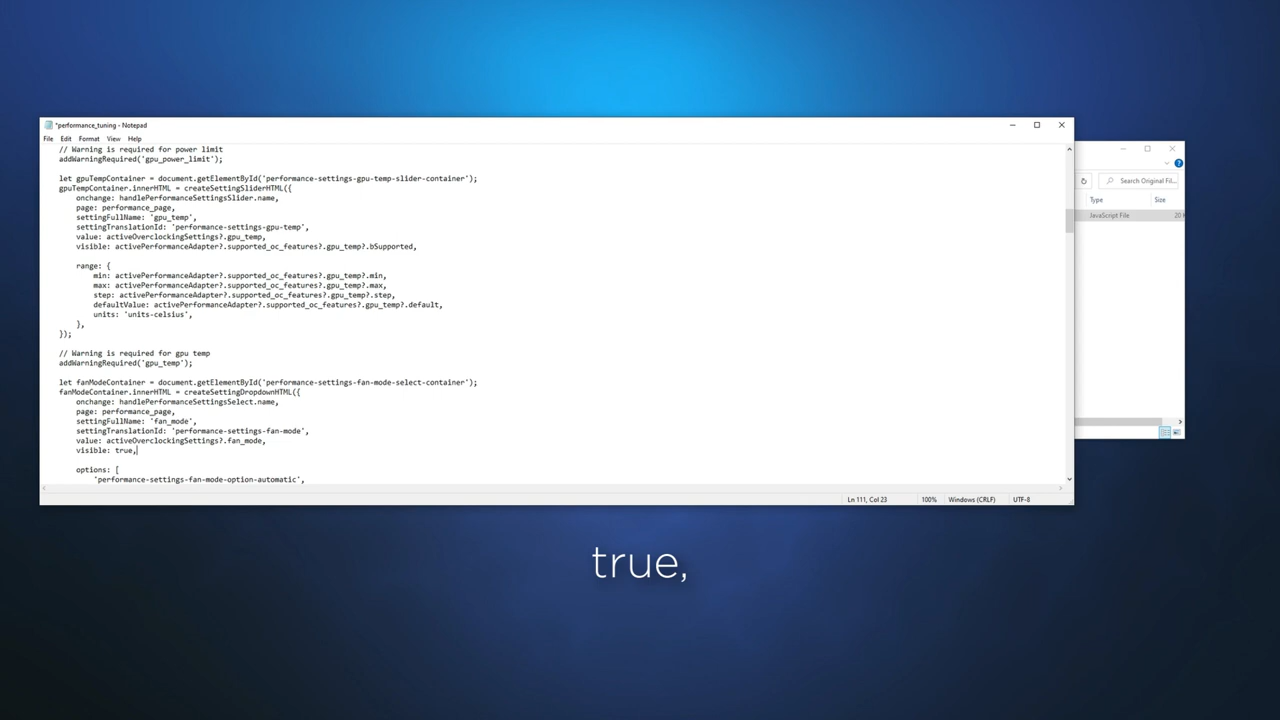 *performance_tuning - Notepad
File Edit Format View Help
// Warning is required for power limit
addWarningRequired('gpu_power_limit');
let gpuTempContainer = document.getElementById('performance-settings-gpu-temp-slider-container');
gpuTempContainer.innerHTML = createSettingSliderHTML({
onchange: handlePerformanceSettingsSlider.name,
page: performance_page,
settingFullName: 'gpu_temp',
settingTranslationId: 'performance-settings-gpu-temp',
value: activeOverclockingSettings?.gpu_temp,
visible: activePerformanceAdapter?.supported_oc_features?.gpu_temp?.bSupported,
range: {
min: activePerformanceAdapter?.supported_oc_features?.gpu_temp?.min,
max: activePerformanceAdapter?.supported_oc_features?.gpu_temp?.max,
step: activePerformanceAdapter?.supported_oc_features?.gpu_temp?.step,
defaultValue: activePerformanceAdapter?.supported_oc_features?.gpu_temp?.default,
units: 'units-celsius',
},
});
// Warning is required for gpu temp
addWarningRequired('gpu_temp');
let fanModeContainer = document.getElementById('performance-settings-fan-mode-select-container');
fanModeContainer.innerHTML = createSettingDropdownHTML({
onchange: handlePerformanceSettingsSelect.name,
page: performance_page,
settingFullName: 'fan_mode',
settingTranslationId: 'performance-settings-fan-mode',
value: activeOverclockingSettings?.fan_mode,
visible: true,
options: [
'performance-settings-fan-mode-option-automatic',
Ln 111, Col 23 100% Windows (CRLF) UTF-8
Search Original Fil...
Type Size
JavaScript File 20 K
true,